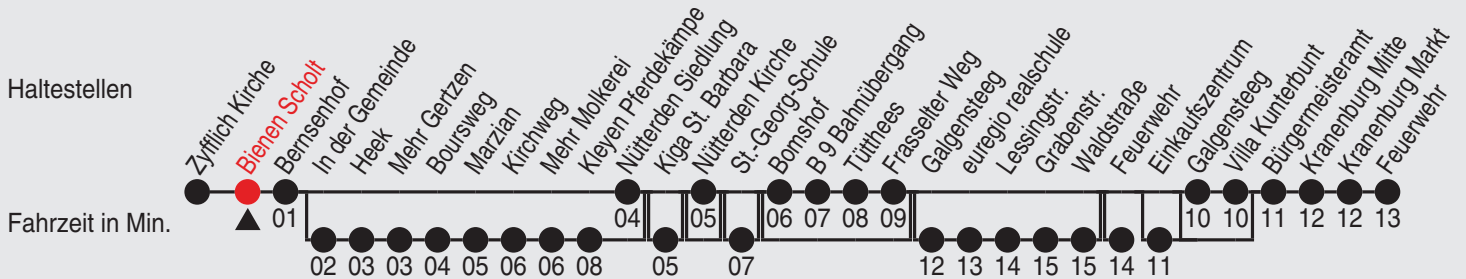 Haltestellen
Zyfflich Kirche
Bienen Scholt
Bernsenhof
In der Gemeinde
Heek
Mehr Gertzen
Boursweg
Marzian
Kirchweg
Mehr Molkerei
Kleyen Pferdekämpe
Nütterden Siedlung
Kiga St. Barbara
Nütterden Kirche
St.-Georg-Schule
Bomshof
B 9 Bahnübergang
Tütthees
Frasselter Weg
Galgensteeg
euregio realschule
Lessingstr.
Grabenstr.
Waldstraße
Feuerwehr
Einkaufszentrum
Galgensteeg
Villa Kunterbunt
Bürgermeisteramt
Kranenburg Mitte
Kranenburg Markt
Feuerwehr
Fahrzeit in Min.
01 04 05 06 07 08 09 10 10 11 12 12 13
02 03 03 04 05 06 06 08 05 07 12 13 14 15 15 14 11